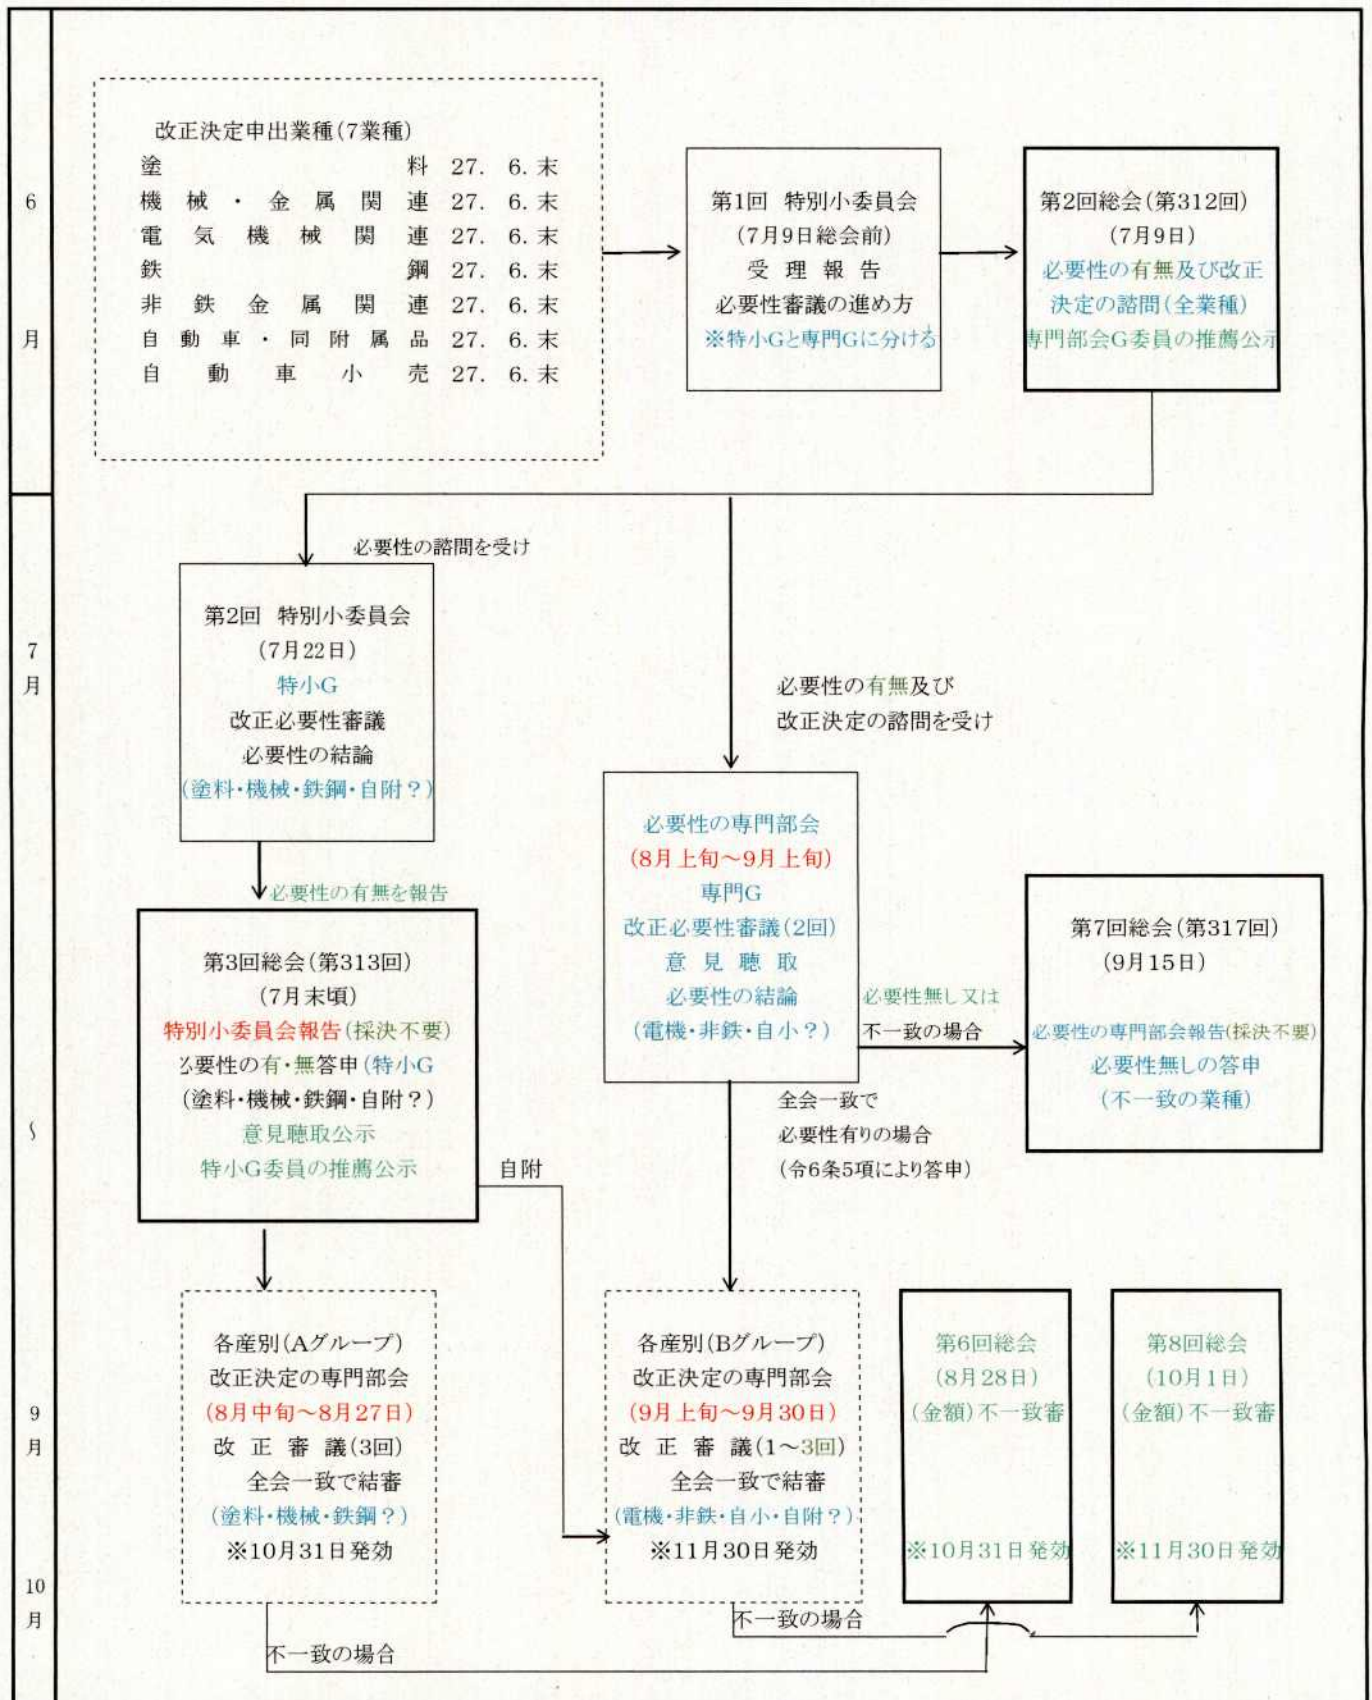 6
月
改正決定申出業種(7業種)
塗料 27. 6. 末
機械・金属関連 27. 6. 末
電気機械関連 27. 6. 末
鉄鋼 27. 6. 末
非鉄金属関連 27. 6. 末
自動車・同附属品 27. 6. 末
自動車小売 27. 6. 末
第1回 特別小委員会
(7月9日総会前)
受理報告
必要性審議の進め方
※特小Gと専門Gに分ける
第2回総会(第312回)
(7月9日)
必要性の有無及び改正
決定の諮問(全業種)
専門部会G委員の推薦公示
7
月
必要性の諮問を受け
第2回 特別小委員会
(7月22日)
特小G
改正必要性審議
必要性の結論
(塗料・機械・鉄鋼・自附?)
必要性の有無を報告
必要性の有無及び
改正決定の諮問を受け
必要性の専門部会
(8月上旬~9月上旬)
専門G
改正必要性審議(2回)
意見聴取
必要性の結論
(電機・非鉄・自小?)
必要性無し又は
不一致の場合
第7回総会(第317回)
(9月15日)
必要性の専門部会報告(採決不要)
必要性無しの答申
(不一致の業種)
第3回総会(第313回)
(7月末頃)
特別小委員会報告(採決不要)
必要性の有・無答申(特小G
(塗料・機械・鉄鋼・自附?)
意見聴取公示
特小G委員の推薦公示
自附
全会一致で
必要性有りの場合
(令6条5項により答申)
~
9
月
各産別(Aグループ)
改正決定の専門部会
(8月中旬~8月27日)
改正審議(3回)
全会一致で結審
(塗料・機械・鉄鋼?)
※10月31日発効
各産別(Bグループ)
改正決定の専門部会
(9月上旬~9月30日)
改正審議(1~3回)
全会一致で結審
(電機・非鉄・自小・自附?)
※11月30日発効
第6回総会
(8月28日)
(金額)不一致審
※10月31日発効
第8回総会
(10月1日)
(金額)不一致審
※11月30日発効
10
月
不一致の場合
不一致の場合